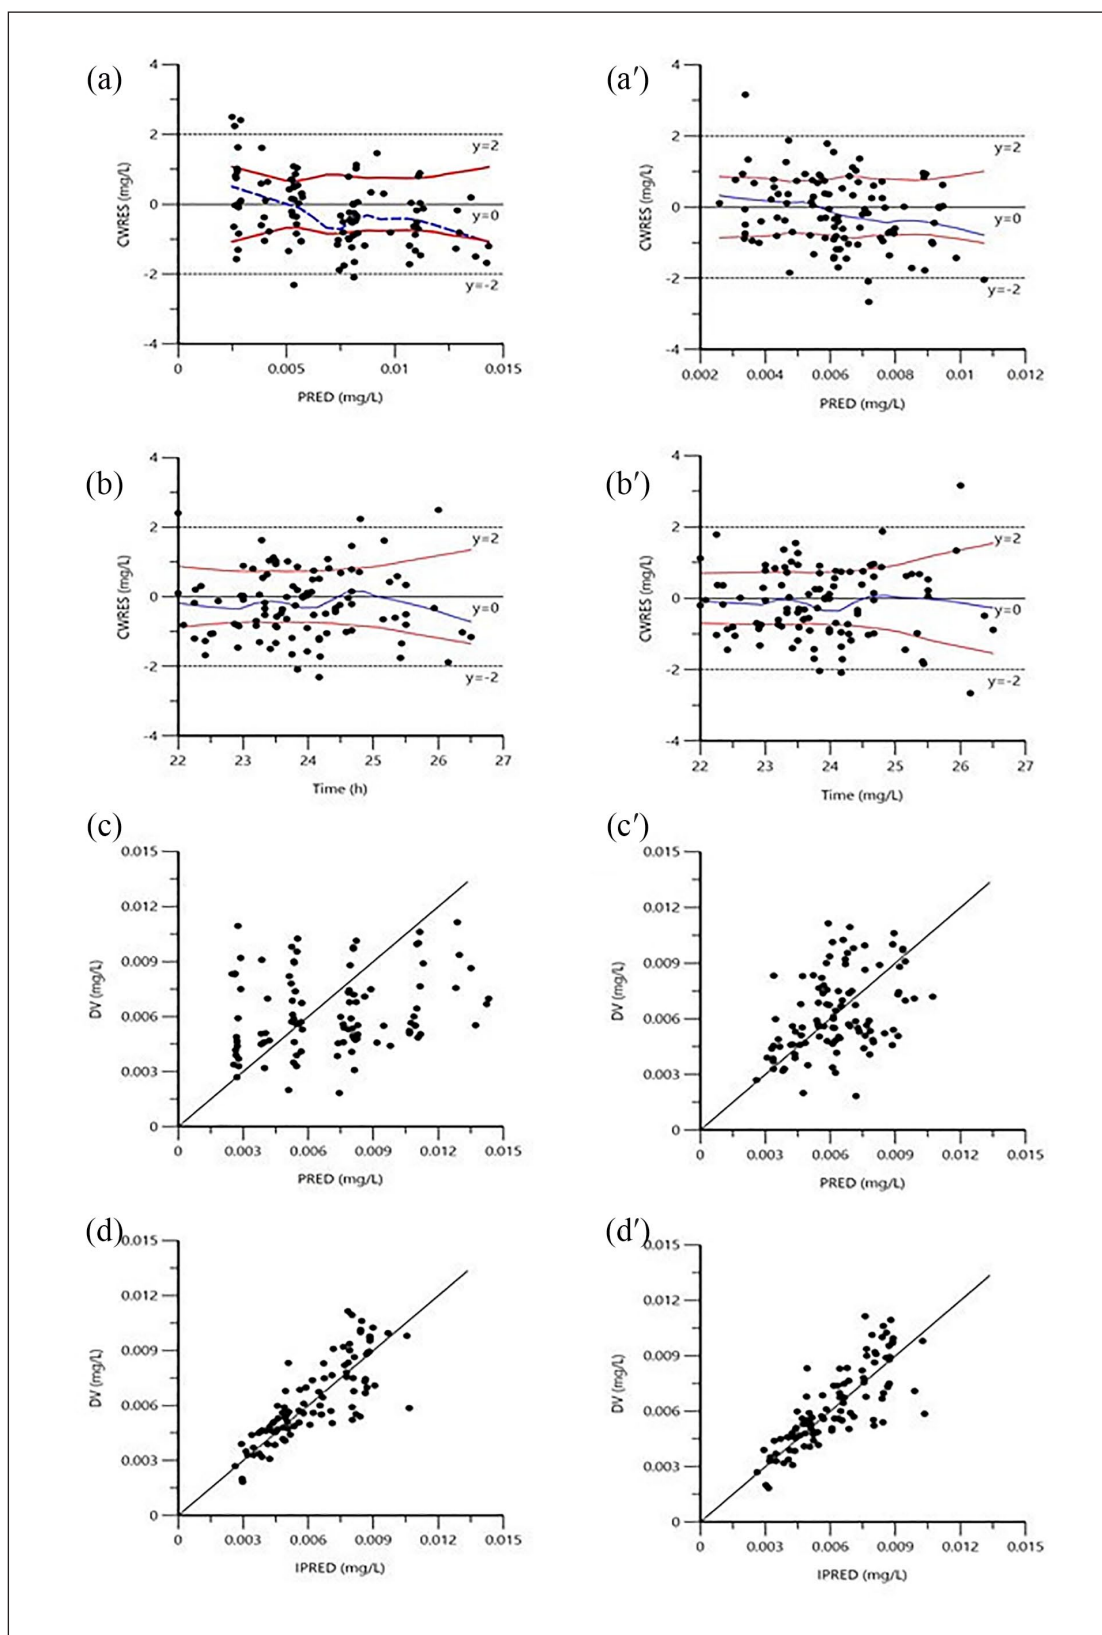 (a)
4
2
0
-2
-4
CWRES (mg/L)
y=2
y=0
y=-2
0
0.005
0.01
0.015
PRED (mg/L)
(a′)
4
2
0
-2
-4
CWRES (mg/L)
y=2
y=0
y=-2
0.002
0.004
0.006
0.008
0.01
0.012
PRED (mg/L)
(b)
4
2
0
-2
-4
CWRES (mg/L)
y=2
y=0
y=-2
22
23
24
25
26
27
Time (h)
(b′)
4
2
0
-2
-4
CWRES (mg/L)
y=2
y=0
y=-2
22
23
24
25
26
27
Time (mg/L)
(c)
0.015
0.012
0.009
0.006
0.003
0
DV (mg/L)
0
0.003
0.006
0.009
0.012
0.015
PRED (mg/L)
(c′)
0.015
0.012
0.009
0.006
0.003
0
DV (mg/L)
0
0.003
0.006
0.009
0.012
0.015
PRED (mg/L)
(d)
0.015
0.012
0.009
0.006
0.003
0
DV (mg/L)
0
0.003
0.006
0.009
0.012
0.015
IPRED (mg/L)
(d′)
0.015
0.012
0.009
0.006
0.003
0
DV (mg/L)
0
0.003
0.006
0.009
0.012
0.015
IPRED (mg/L)